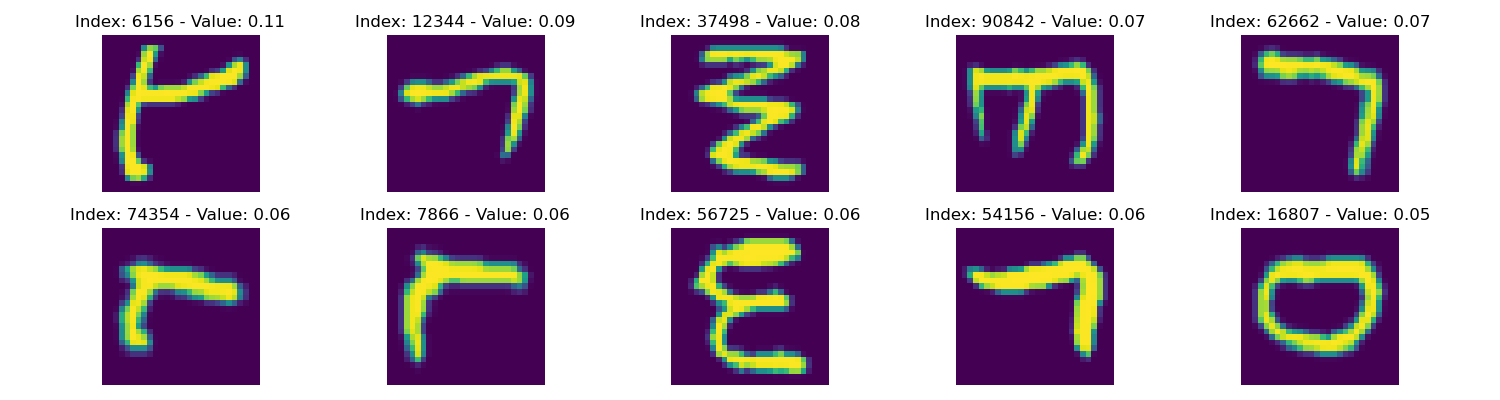 Index: 6156 - Value: 0.11 Index: 12344 - Value: 0.09 Index: 37498 - Value: 0.08 Index: 90842 - Value: 0.07 Index: 62662 - Value: 0.07
Index: 74354 - Value: 0.06 Index: 7866 - Value: 0.06 Index: 56725 - Value: 0.06 Index: 54156 - Value: 0.06 Index: 16807 - Value: 0.05